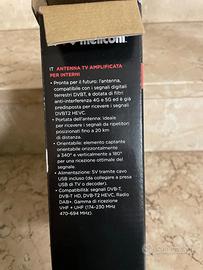 meliconi
IT ANTENNA TV AMPLIFICATA
PER INTERNI
• Pronta per il futuro: l'antenna,
compatibile con i segnali digitali
terrestri DVBT, è dotata di filtri
anti-interferenza 4G e 5G ed è già
predisposta per ricevere i segnali
DVBT2 HEVC
• Portata dell'antenna: ideale per
ricevere i segnali da ripetitori
posizionati fino a 20 km
di distanza.
• Orientabile: elemento captante
orientabile orizzontalmente
a 340° e verticalmente a 180°
per una ricezione ottimale del
segnale.
• Alimentazione: 5V tramite cavo
USB incluso (da collegare a presa
USB di TV o decoder).
• Compatibilità: segnali DVB-T,
DVB-T HD, DVB-T2 HEVC, Radio
DAB+, Gamma di ricezione
VHF + UHF (174-230 MHz
470-694 MHz).